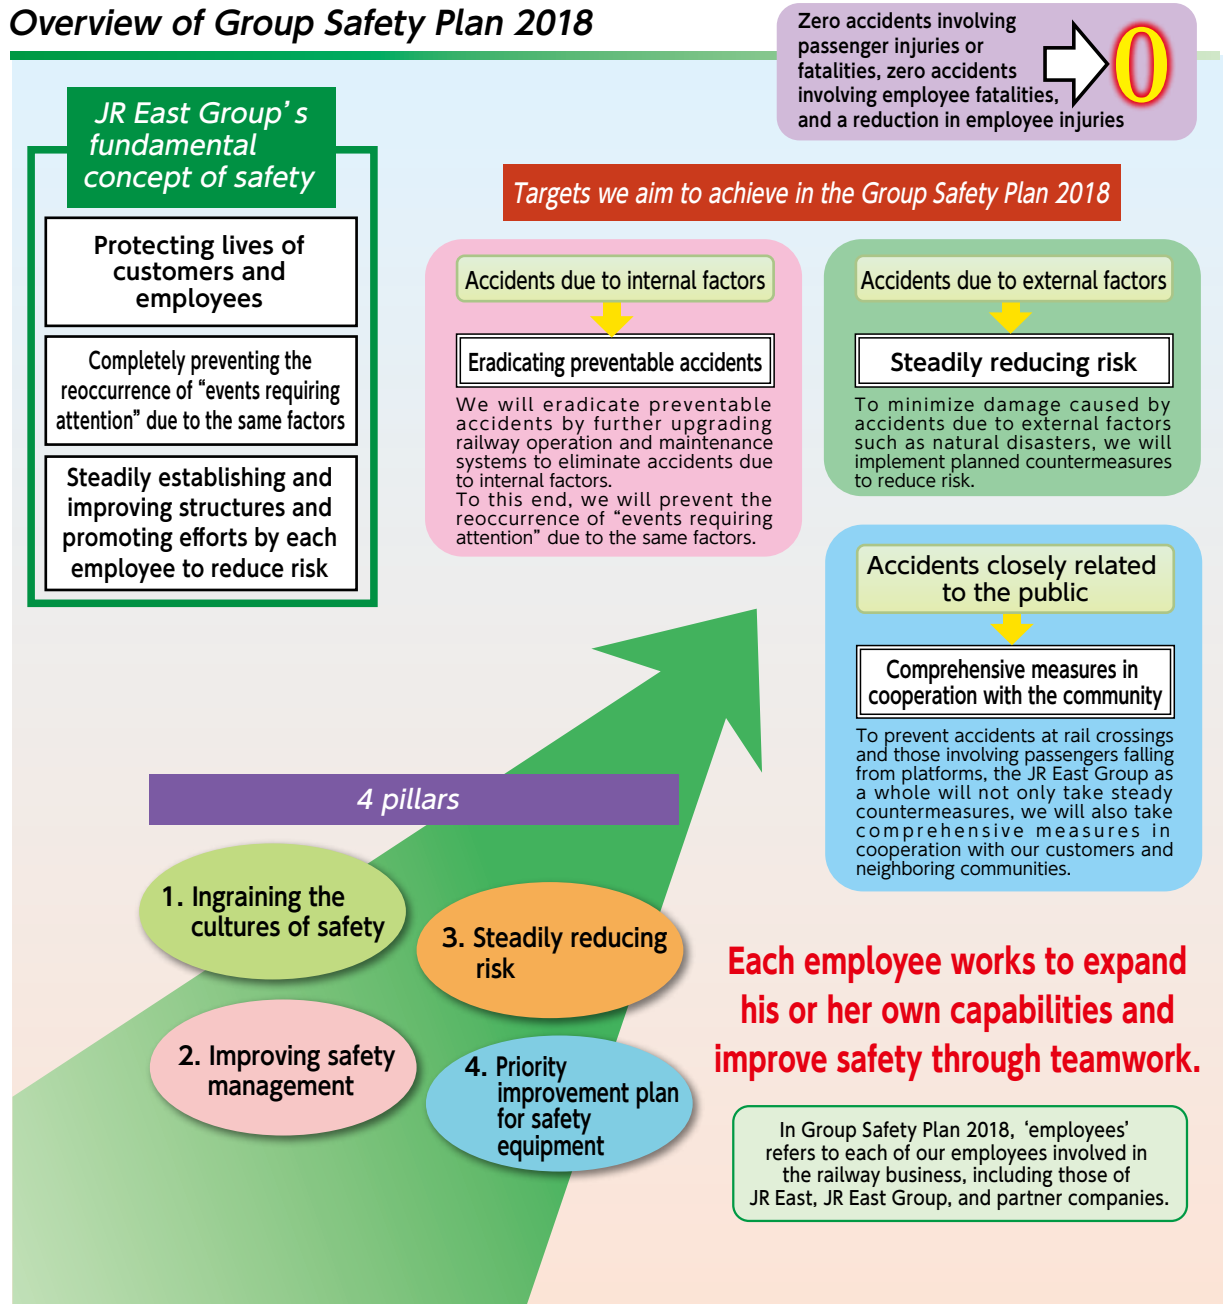 Overview of Group Safety Plan 2018
Zero accidents involving
passenger injuries or
fatalities, zero accidents
involving employee fatalities,
and a reduction in employee injuries
0
JR East Group's
fundamental
concept of safety
Protecting lives of
customers and
employees
Completely preventing the
reoccurrence of “events requiring
attention” due to the same factors
Steadily establishing and
improving structures and
promoting efforts by each
employee to reduce risk
Targets we aim to achieve in the Group Safety Plan 2018
Accidents due to internal factors
Eradicating preventable accidents
We will eradicate preventable
accidents by further upgrading
railway operation and maintenance
systems to eliminate accidents due
to internal factors.
To this end, we will prevent the
reoccurrence of “events requiring
attention” due to the same factors.
Accidents due to external factors
Steadily reducing risk
To minimize damage caused by
accidents due to external factors
such as natural disasters, we will
implement planned countermeasures
to reduce risk.
Accidents closely related
to the public
Comprehensive measures in
cooperation with the community
To prevent accidents at rail crossings
and those involving passengers falling
from platforms, the JR East Group as
a whole will not only take steady
countermeasures, we will also take
comprehensive measures in
cooperation with our customers and
neighboring communities.
4 pillars
1. Ingraining the
cultures of safety
2. Improving safety
management
3. Steadily reducing
risk
4. Priority
improvement plan
for safety
equipment
Each employee works to expand
his or her own capabilities and
improve safety through teamwork.
In Group Safety Plan 2018, ‘employees’
refers to each of our employees involved in
the railway business, including those of
JR East, JR East Group, and partner companies.